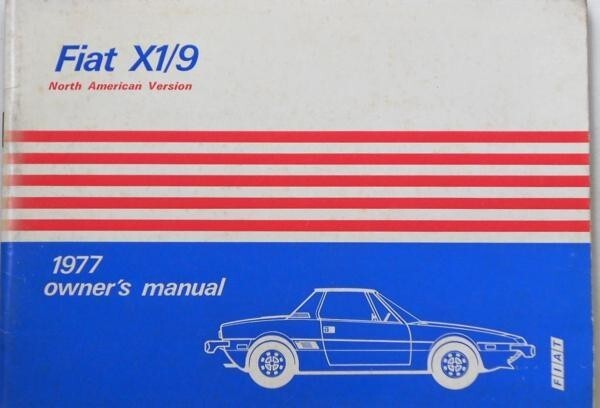 Fiat X1/9
North American Version
1977
owner's manual
FIAT